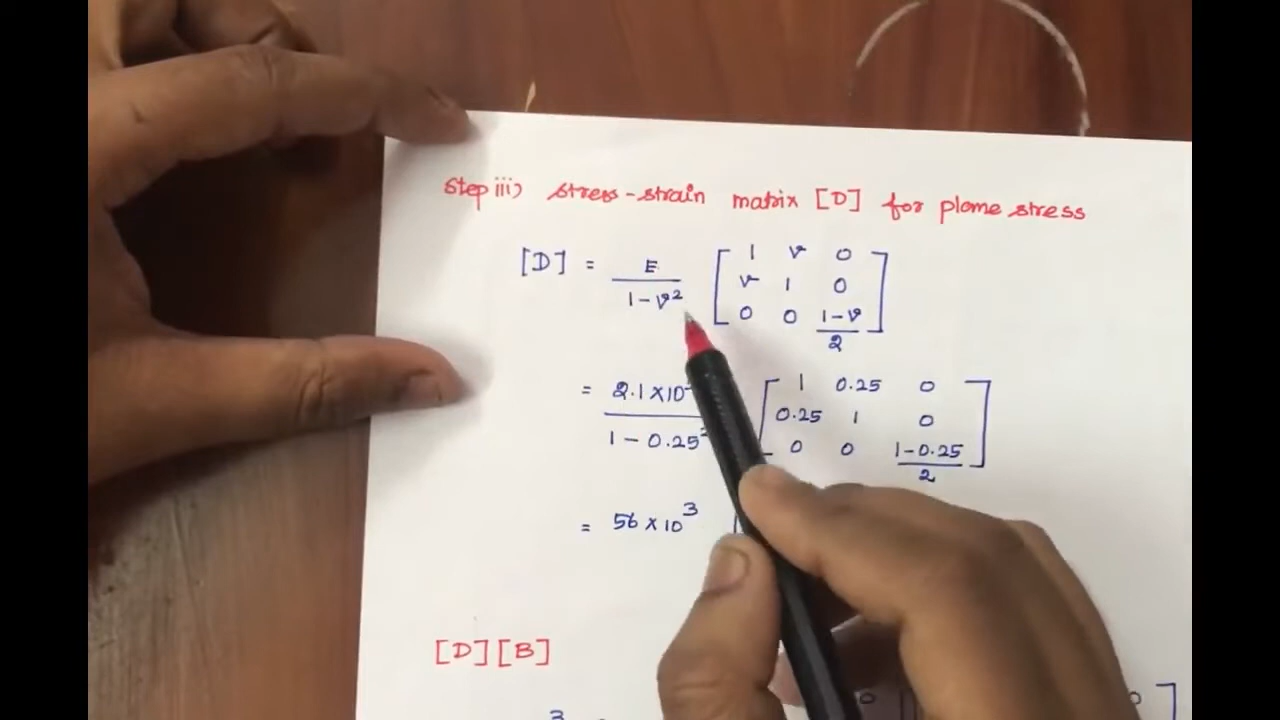 Step iii) stress-strain matrix [D] for plane stress
[D] = E / 1-v² [ 1 v 0
v 1 0
0 0 1-v / 2 ]
= 2.1×10 / 1-0.25² [ 1 0.25 0
0.25 1 0
0 0 1-0.25 / 2 ]
= 56×10³
[D][B]